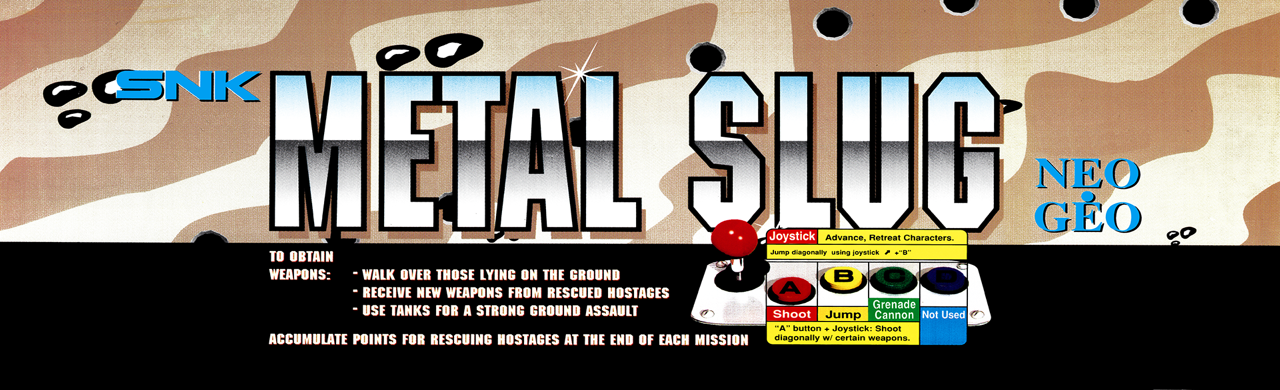 SNK
METAL SLUG
NEO
GEO
TO OBTAIN
WEAPONS: - WALK OVER THOSE LYING ON THE GROUND
- RECEIVE NEW WEAPONS FROM RESCUED HOSTAGES
- USE TANKS FOR A STRONG GROUND ASSAULT
ACCUMULATE POINTS FOR RESCUING HOSTAGES AT THE END OF EACH MISSION
Joystick Advance, Retreat Characters.
Jump diagonally using joystick ⬈ +"B"
A B C D
Shoot Jump Grenade Cannon Not Used
"A" button + Joystick: Shoot
diagonally w/ certain weapons.